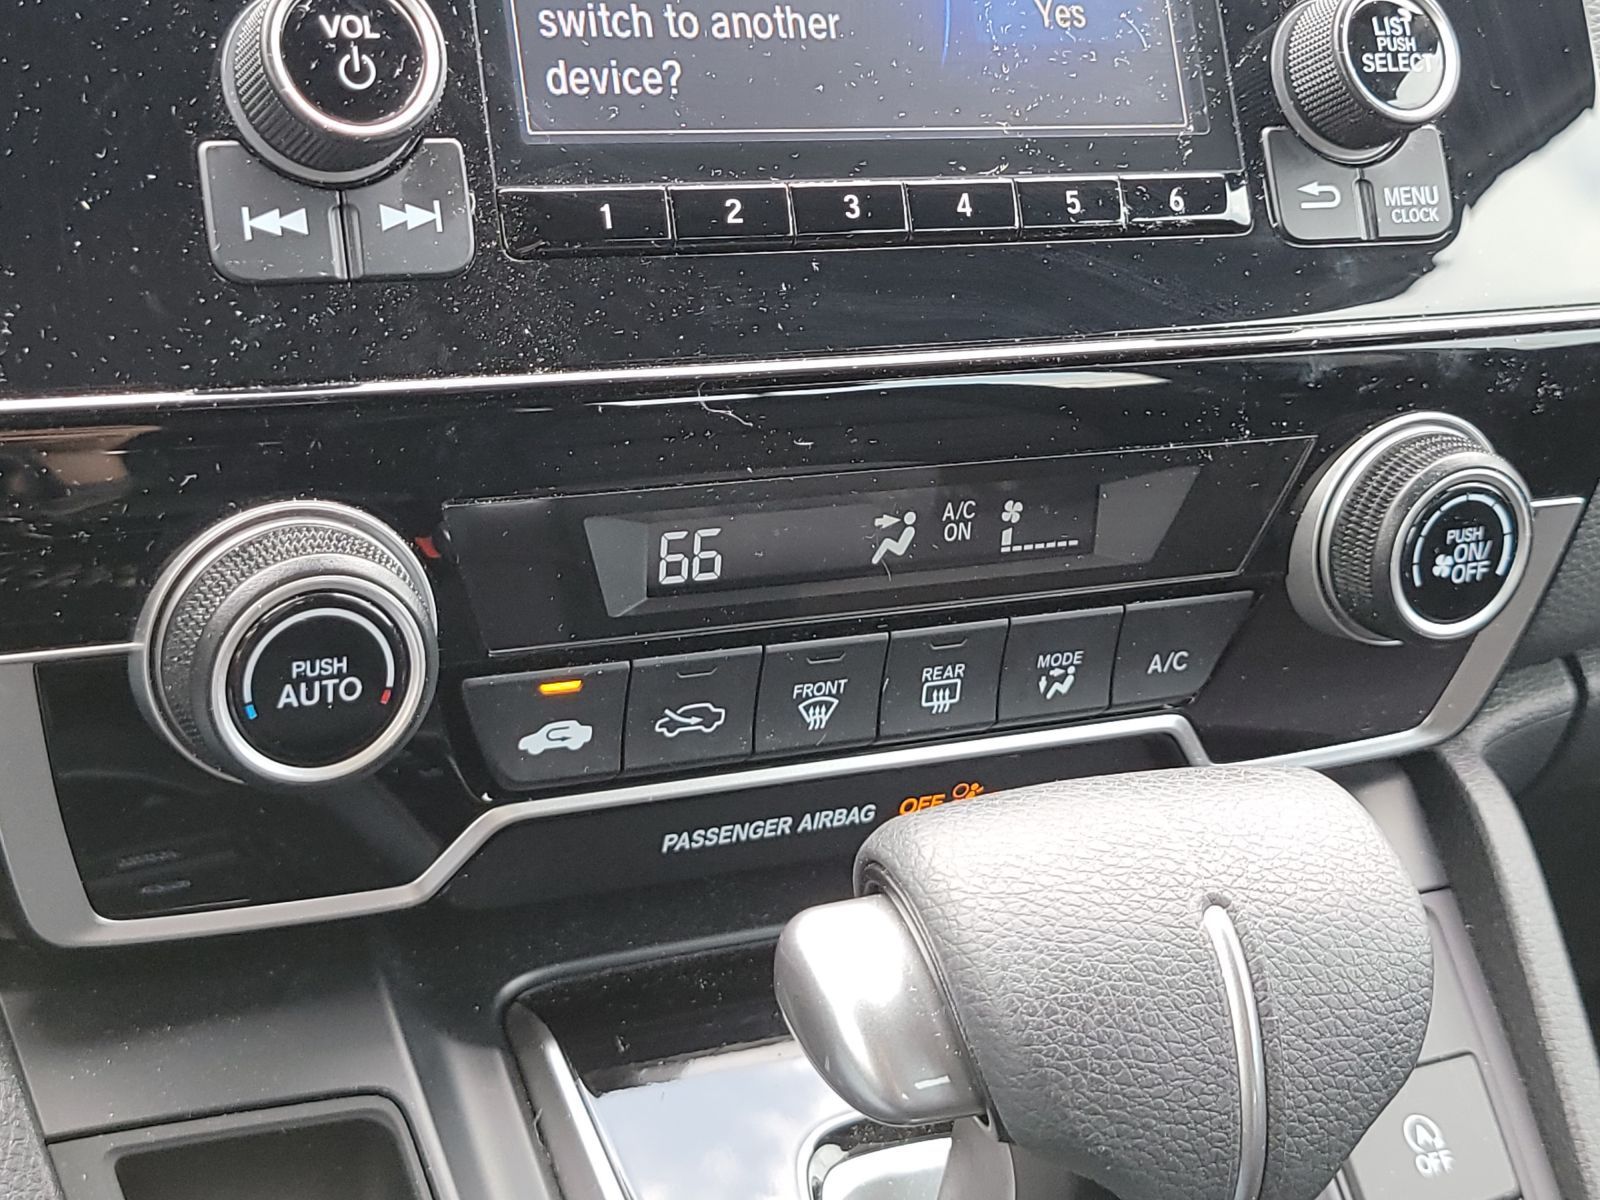 VOL
switch to another
device?
Yes
LIST
PUSH
SELECT
1 2 3 4 5 6
MENU
CLOCK
66
A/C
ON
PUSH
ON/
OFF
PUSH
AUTO
FRONT
REAR
MODE
A/C
PASSENGER AIRBAG OFF
OFF